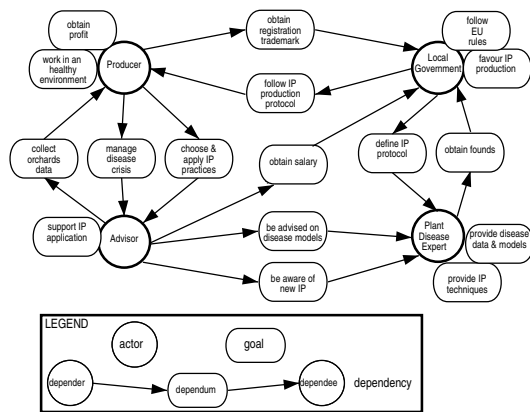 obtain
profit
work in an
healthy
environment
Producer
obtain
registration
trademark
follow
EU
rules
Local
Government
favour IP
production
follow IP
production
protocol
collect
orchards
data
manage
disease
crisis
choose &
apply IP
practices
obtain salary
define IP
protocol
obtain founds
support IP
application
Advisor
be advised on
disease models
Plant
Disease
Expert
provide disease
data & models
be aware of
new IP
provide IP
techniques
LEGEND
actor
goal
depender
dependum
dependee
dependency